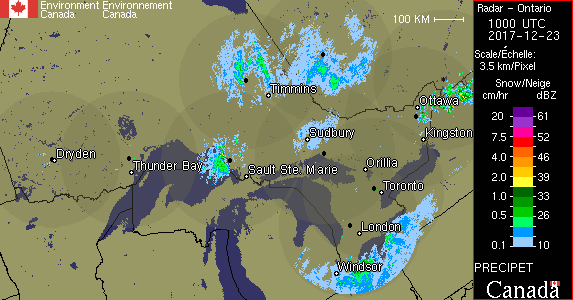 Environment Environnement
Canada Canada
100 KM
Radar – Ontario
1000 UTC
2017-12-23
Scale/Échelle:
3.5 km/Pixel
Snow/Neige
cm/hr dBZ
20 61
7.5 57
5.5 52
4.0 46
2.0 39
1.0 33
0.5 26
0.1 10
PRECIPET
Canada
Timmins
Ottawa
Sudbury
Kingston
Dryden
Thunder Bay
Sault Ste. Marie
Orillia
Toronto
London
Windsor